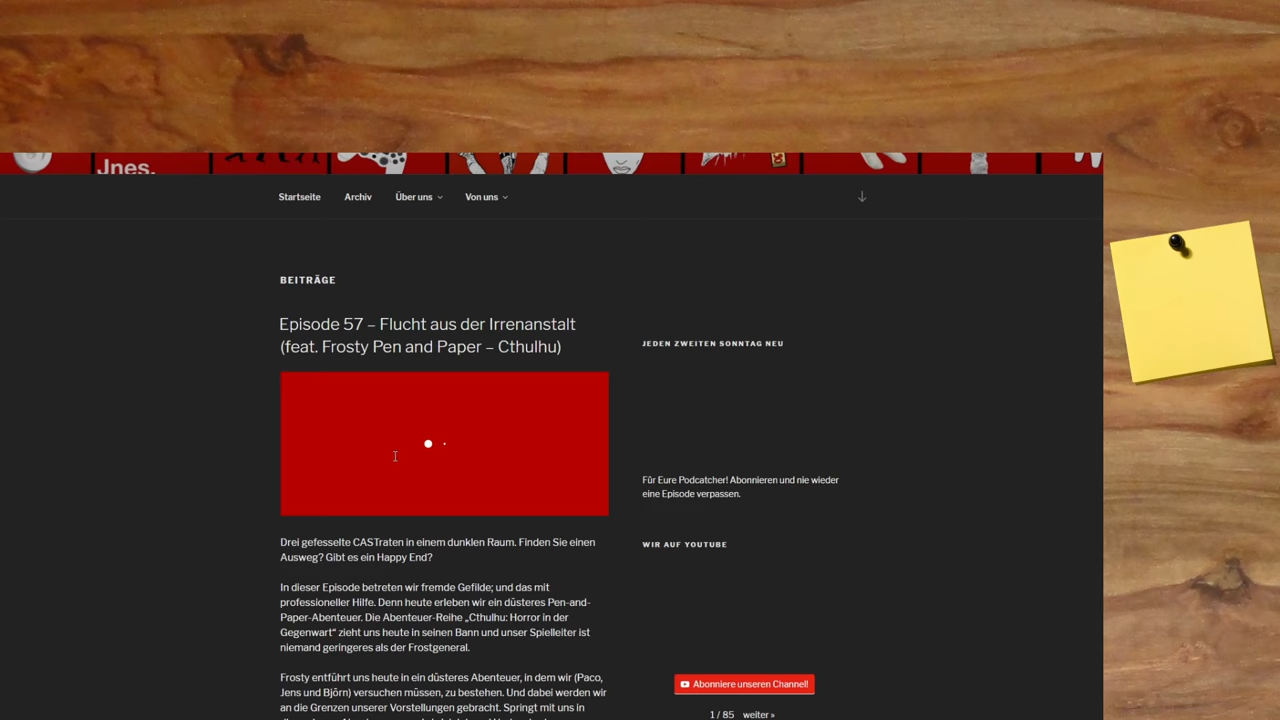 Jnes.
Startseite Archiv Über uns Von uns
BEITRÄGE
Episode 57 – Flucht aus der Irrenanstalt
(feat. Frosty Pen and Paper – Cthulhu)
Drei gefesselte CASTraten in einem dunklen Raum. Finden Sie einen
Ausweg? Gibt es ein Happy End?
In dieser Episode betreten wir fremde Gefilde; und das mit
professioneller Hilfe. Denn heute erleben wir ein düsteres Pen-and-
Paper-Abenteuer. Die Abenteuer-Reihe „Cthulhu: Horror in der
Gegenwart“ zieht uns heute in seinen Bann und unser Spielleiter ist
niemand geringeres als der Frostgeneral.
Frosty entführt uns heute in ein düsteres Abenteuer, in dem wir (Paco,
Jens und Björn) versuchen müssen, zu bestehen. Und dabei werden wir
an die Grenzen unserer Vorstellungen gebracht. Springt mit uns in
JEDEN ZWEITEN SONNTAG NEU
Für Eure Podcatcher! Abonnieren und nie wieder
eine Episode verpassen.
WIR AUF YOUTUBE
Abonniere unseren Channel!
1 / 85 weiter »